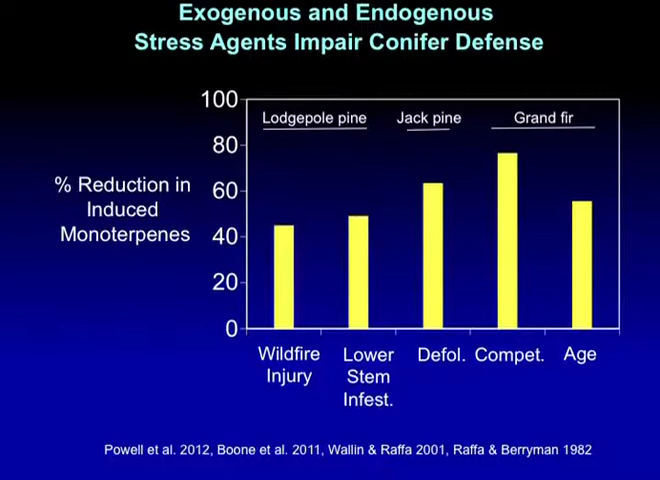 Exogenous and Endogenous
Stress Agents Impair Conifer Defense
% Reduction in
Induced
Monoterpenes
100
80
60
40
20
0
Lodgepole pine
Jack pine
Grand fir
Wildfire
Injury
Lower
Stem
Infest.
Defol.
Compet.
Age
Powell et al. 2012, Boone et al. 2011, Wallin & Raffa 2001, Raffa & Berryman 1982